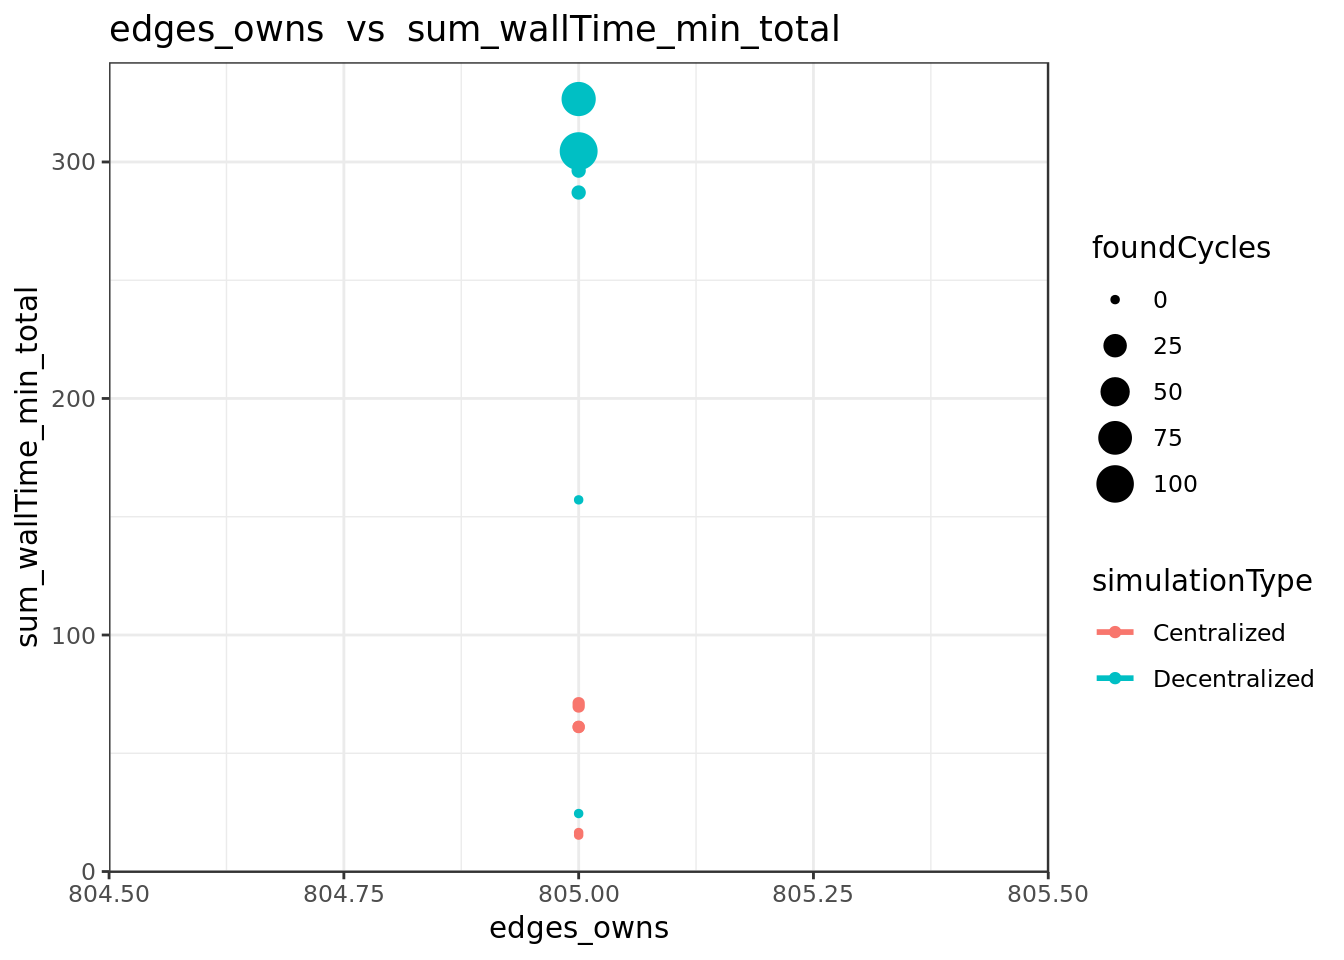 edges_owns  vs  sum_wallTime_min_total
sum_wallTime_min_total
300
200
100
0
804.50
804.75
805.00
805.25
805.50
edges_owns
foundCycles
0
25
50
75
100
simulationType
Centralized
Decentralized